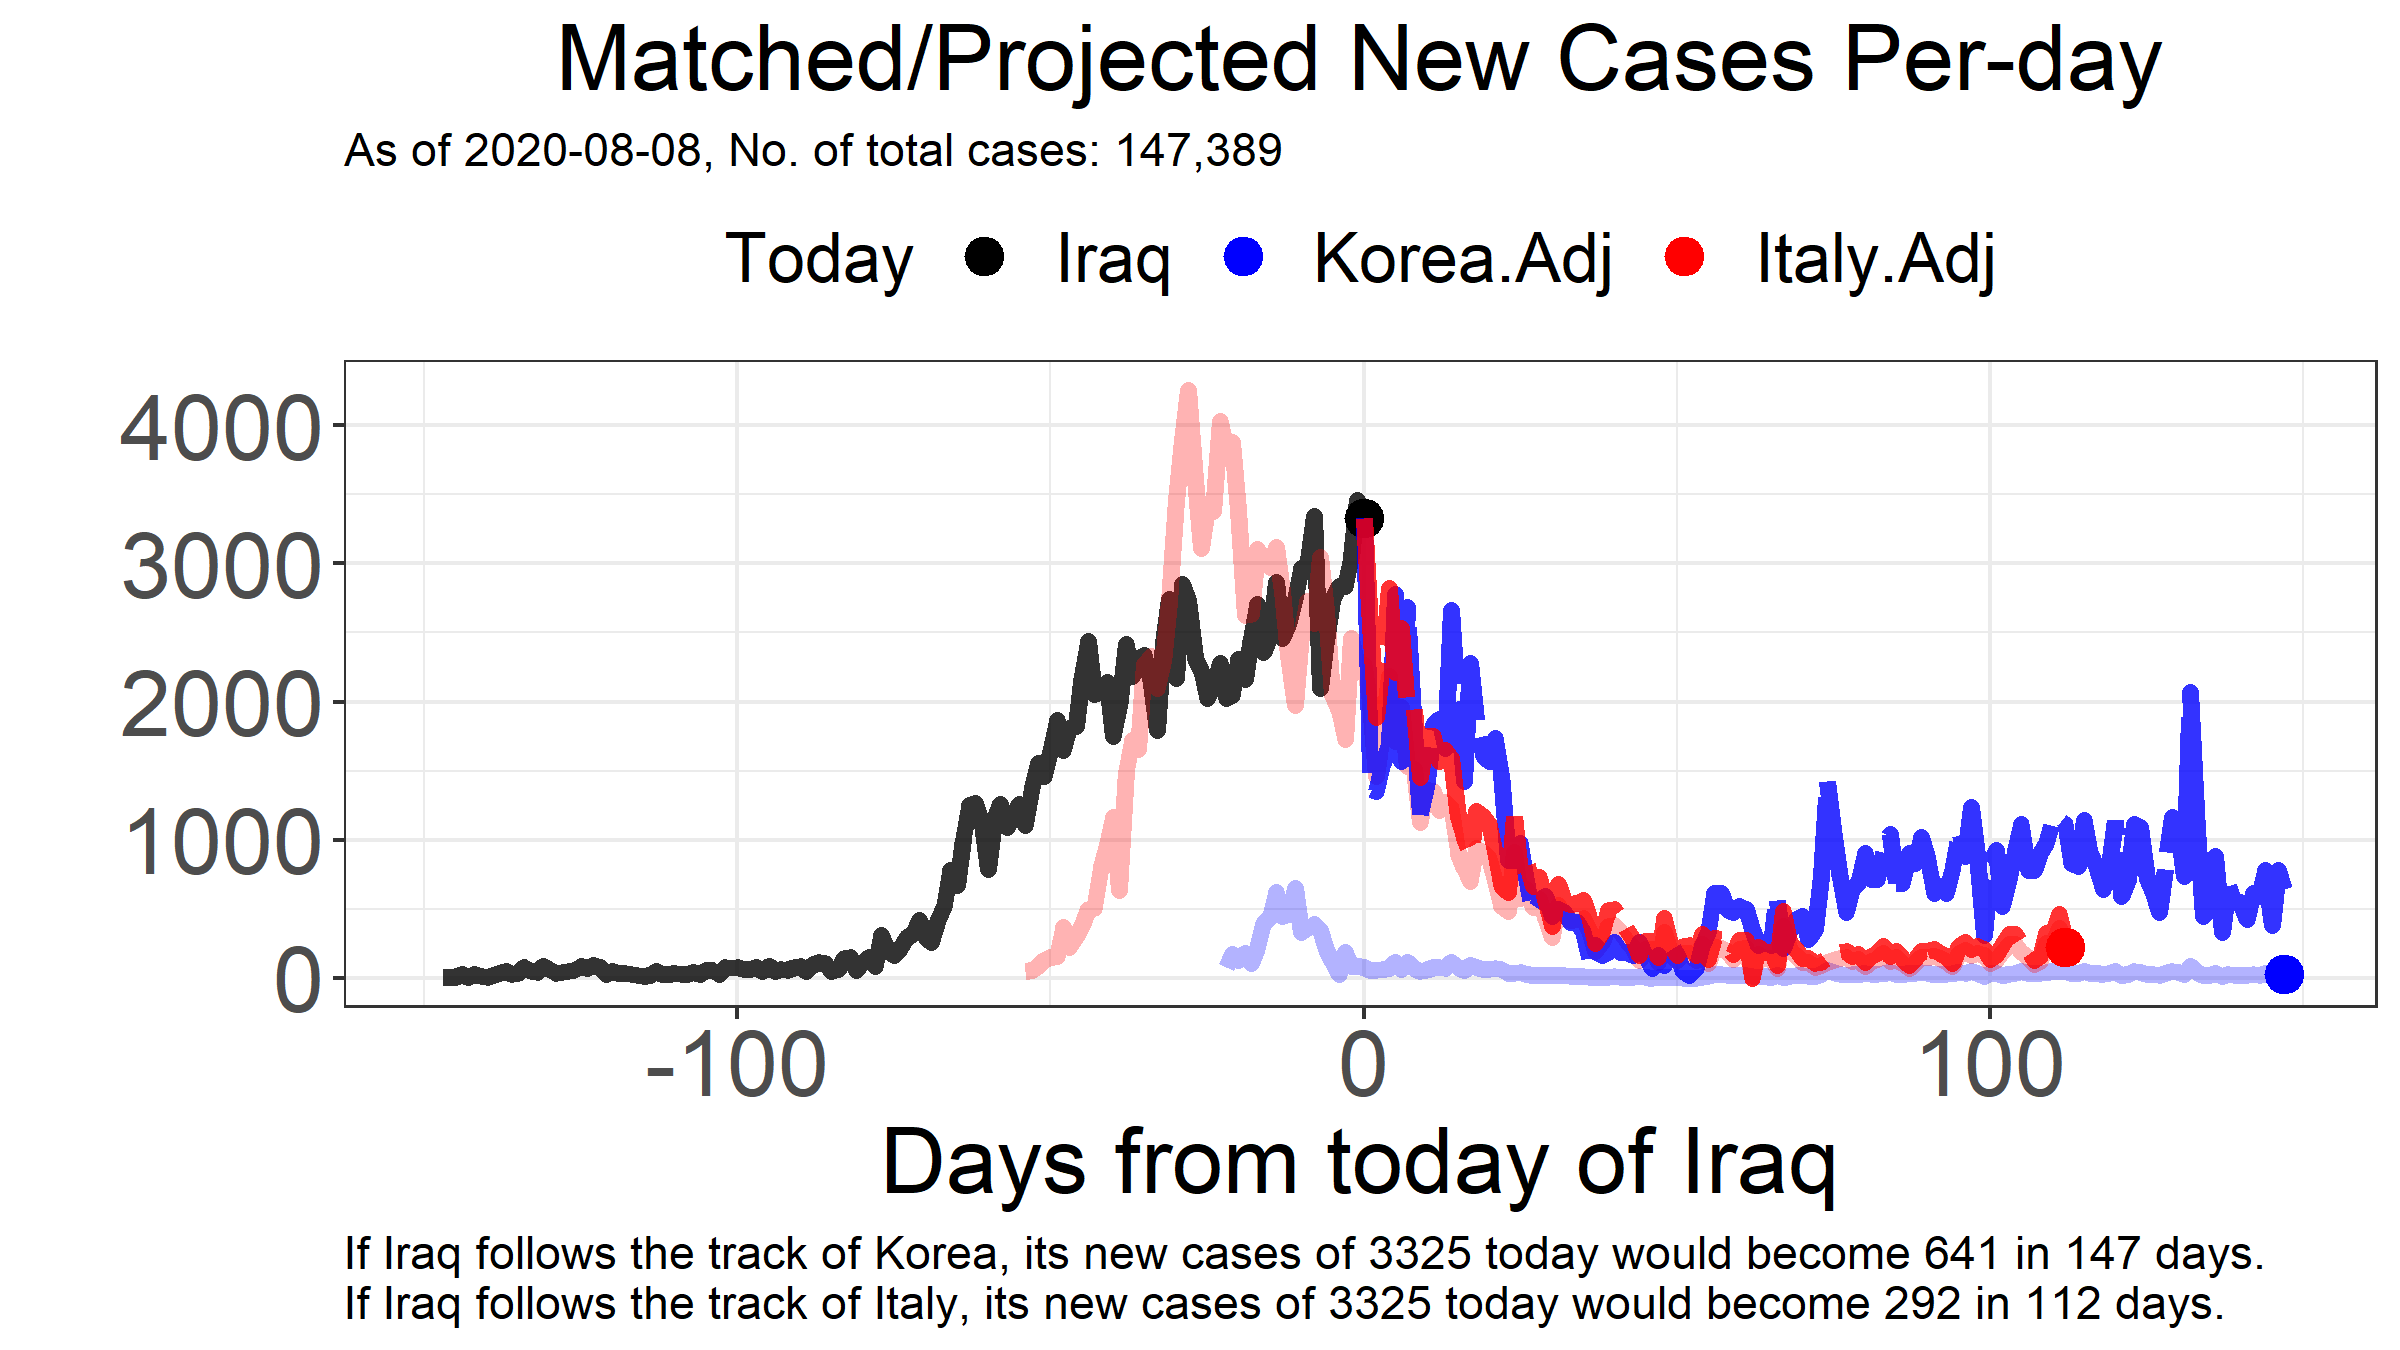 Matched/Projected New Cases Per-day
As of 2020-08-08, No. of total cases: 147,389
Today Iraq Korea.Adj Italy.Adj
4000
3000
2000
1000
0
-100 0 100
Days from today of Iraq
If Iraq follows the track of Korea, its new cases of 3325 today would become 641 in 147 days.
If Iraq follows the track of Italy, its new cases of 3325 today would become 292 in 112 days.